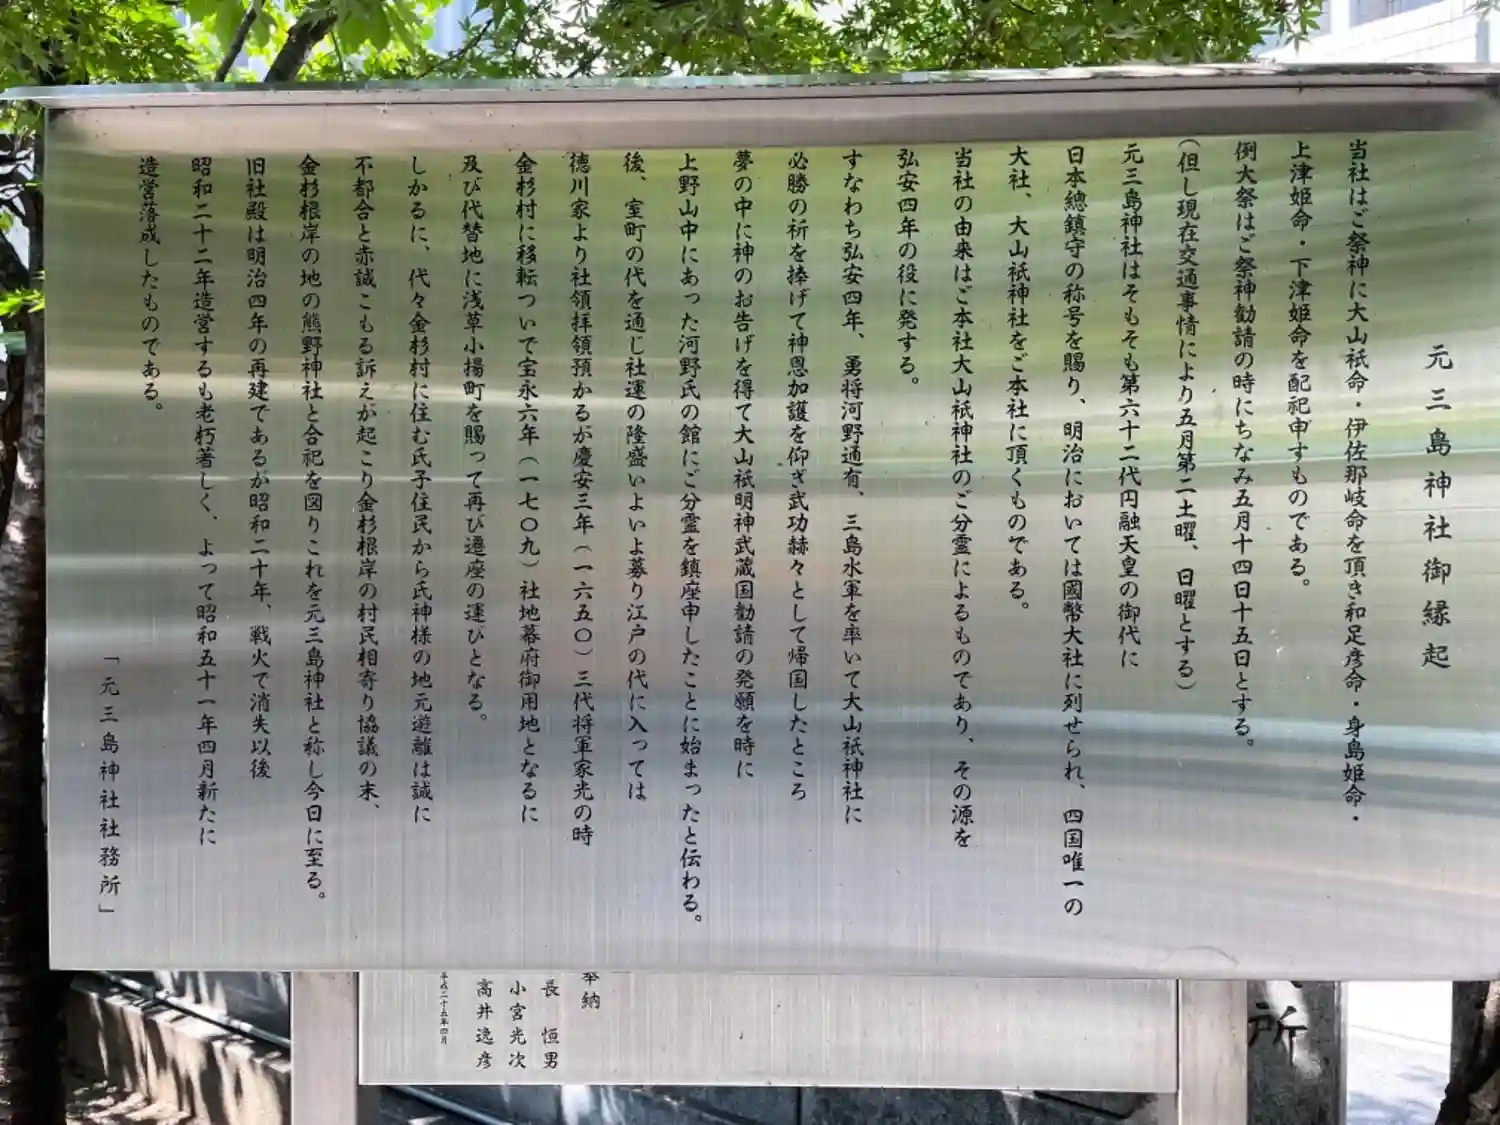 元三島神社御縁起
当社はご祭神に大山祇命・伊佐那岐命を頂き和足彦命・身島姫命・
上津姫命・下津姫命を配祀申すものである。
例大祭はご祭神勧請の時にちなみ五月十四日十五日とする。
（但し現在交通事情により五月第二土曜、日曜とする）
元三島神社はそもそも第六十二代円融天皇の御代に
日本總鎮守の称号を賜り、明治においては國幣大社に列せられ、四国唯一の
大社、大山祇神社をご本社に頂くものである。
当社の由来はご本社大山祇神社のご分霊によるものであり、その源を
弘安四年の役に発する。
すなわち弘安四年、勇将河野通有、三島水軍を率いて大山祇神社に
必勝の祈を捧げて神恩加護を仰ぎ武功赫々として帰国したところ
夢の中に神のお告げを得て大山祇明神武蔵国勧請の発願を時に
上野山中にあった河野氏の館にご分霊を鎮座申したことに始まったと伝わる。
後、室町の代を通じ社運の隆盛いよいよ募り江戸の代に入っては
徳川家より社領拝領預かるが慶安三年（一六五〇）三代将軍家光の時
金杉村に移転ついで宝永六年（一七〇九）社地幕府御用地となるに
及び代替地に浅草小揚町を賜って再び遷座の運びとなる。
しかるに、代々金杉村に住む氏子住民から氏神様の地元遊離は誠に
不都合と赤誠こもる訴えが起こり金杉根岸の村民相寄り協議の末、
金杉根岸の地の熊野神社と合祀を図りこれを元三島神社と称し今日に至る。
旧社殿は明治四年の再建であるが昭和二十年、戦火で消失以後
昭和二十二年造営するも老朽著しく、よって昭和五十一年四月新たに
造営落成したものである。
「元三島神社社務所」
奉納
長 恒男
小宮光次
高井逸彦
平成二十五年四月
所